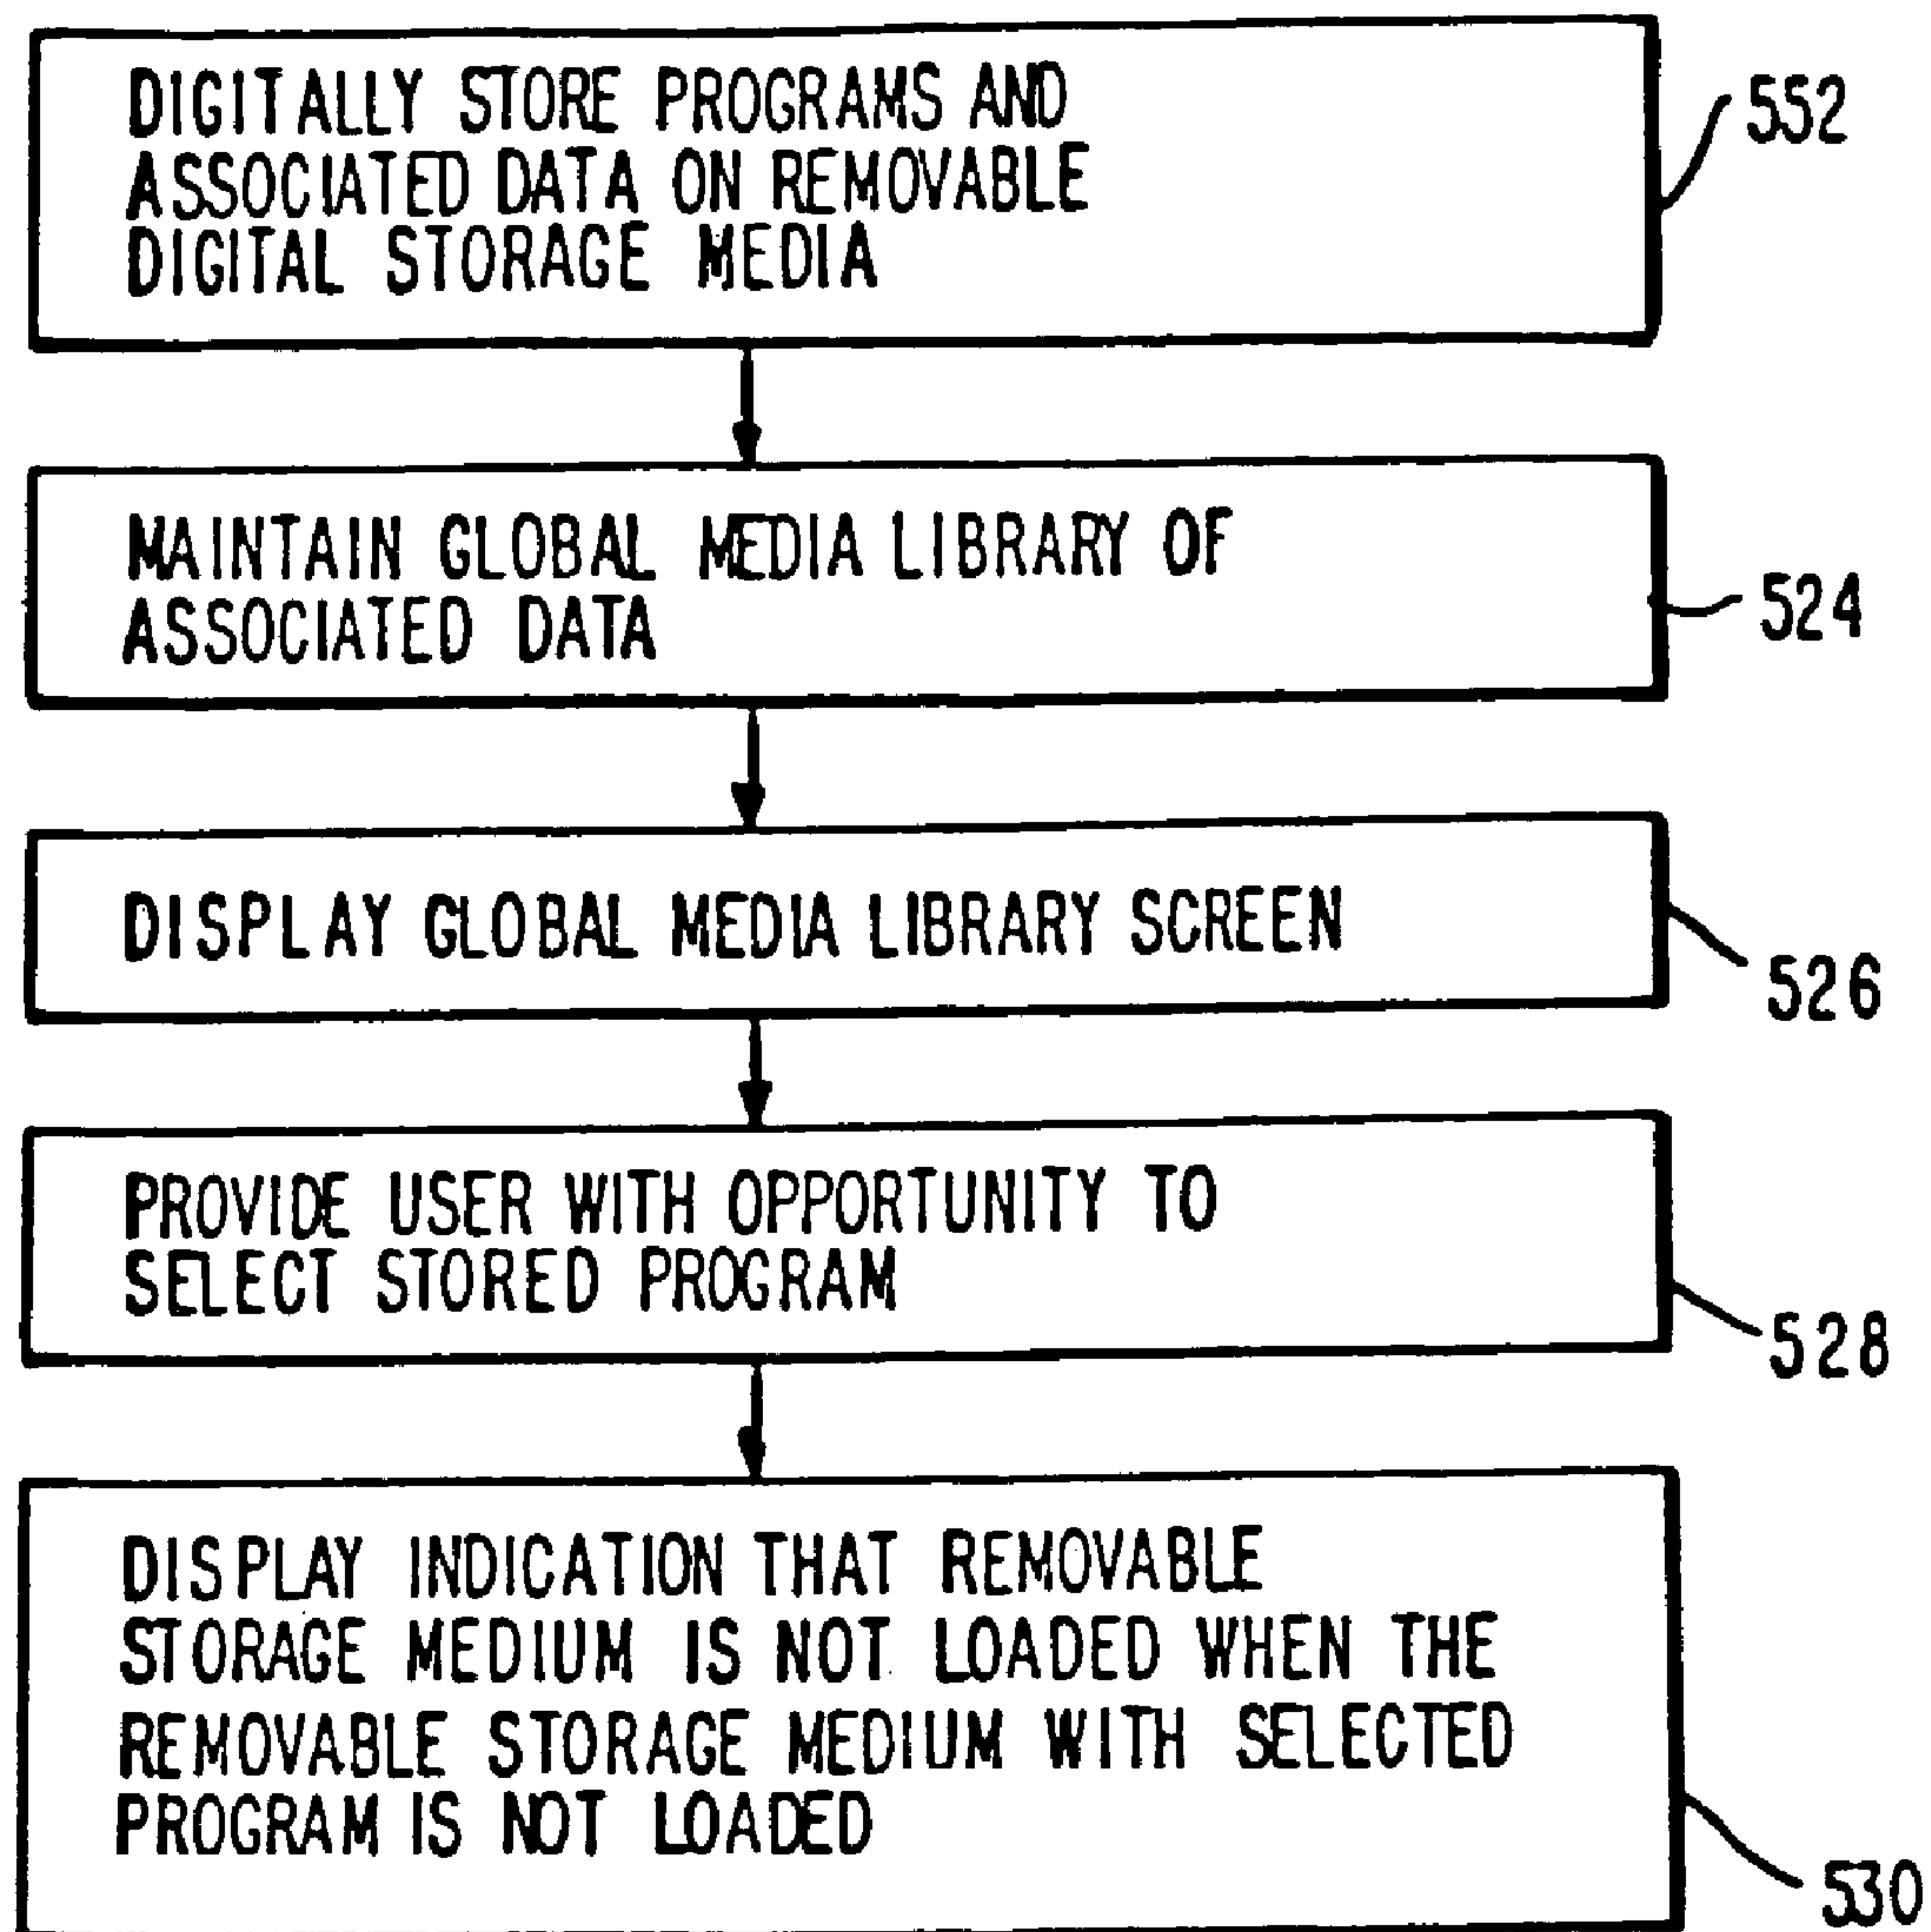 DIGITALLY STORE PROGRAMS AND
ASSOCIATED DATA ON REMOVABLE
DIGITAL STORAGE MEDIA
552
MAINTAIN GLOBAL MEDIA LIBRARY OF
ASSOCIATED DATA
524
DISPLAY GLOBAL MEDIA LIBRARY SCREEN
526
PROVIDE USER WITH OPPORTUNITY TO
SELECT STORED PROGRAM
528
DISPLAY INDICATION THAT REMOVABLE
STORAGE MEDIUM IS NOT LOADED WHEN THE
REMOVABLE STORAGE MEDIUM WITH SELECTED
PROGRAM IS NOT LOADED
530